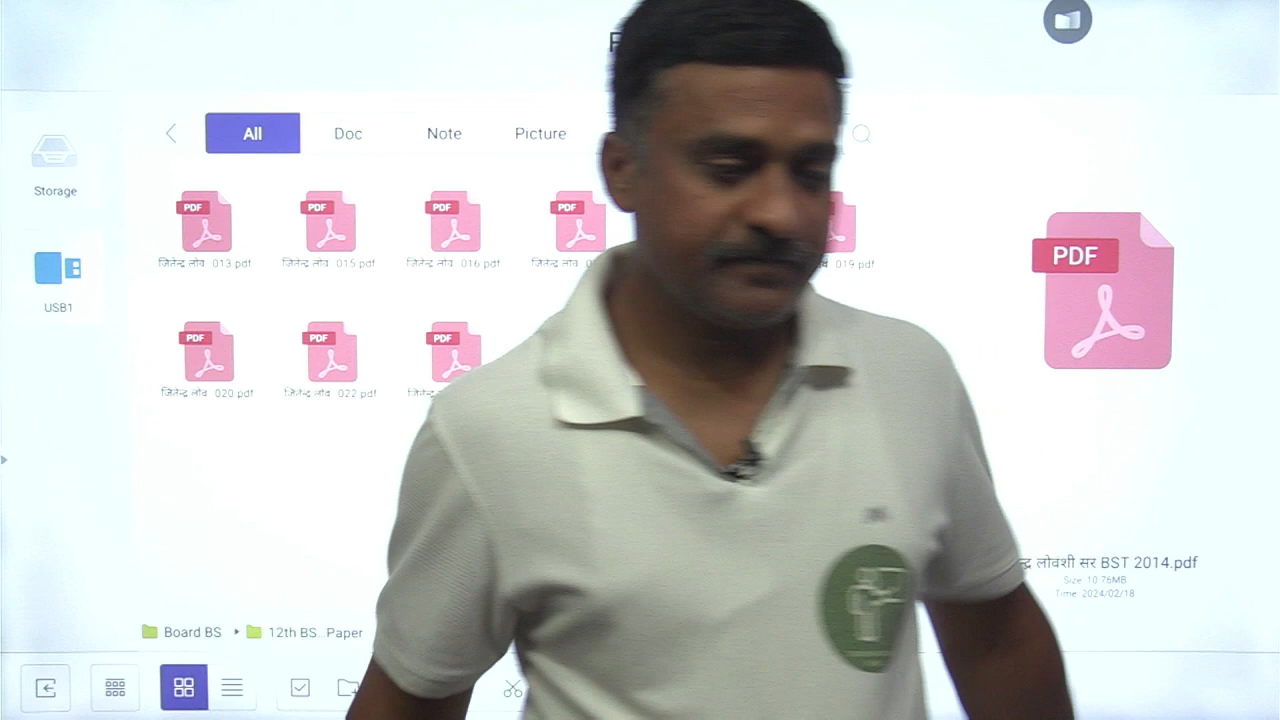 All
Doc
Note
Picture
Storage
USB1
PDF
PDF
PDF
PDF
जितेन्द्र लोव...013.pdf
जितेन्द्र लोव...015.pdf
जितेन्द्र लोव...016.pdf
019.pdf
PDF
PDF
PDF
जितेन्द्र लोव...020.pdf
जितेन्द्र लोव...022.pdf
PDF
लोवशी सर BST 2014.pdf
Size: 10.76MB
Time: 2024/02/18
Board BS
12th BS...Paper